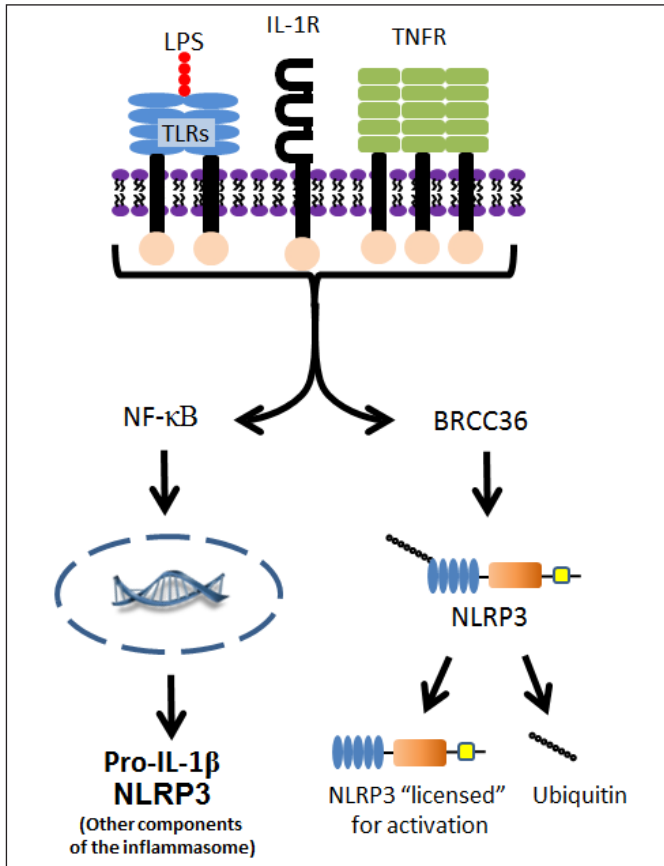 LPS
IL-1R
TNFR
TLRs
NF-κB
BRCC36
NLRP3
Pro-IL-1β
NLRP3
(Other components
of the inflammasome)
NLRP3 “licensed”
for activation
Ubiquitin